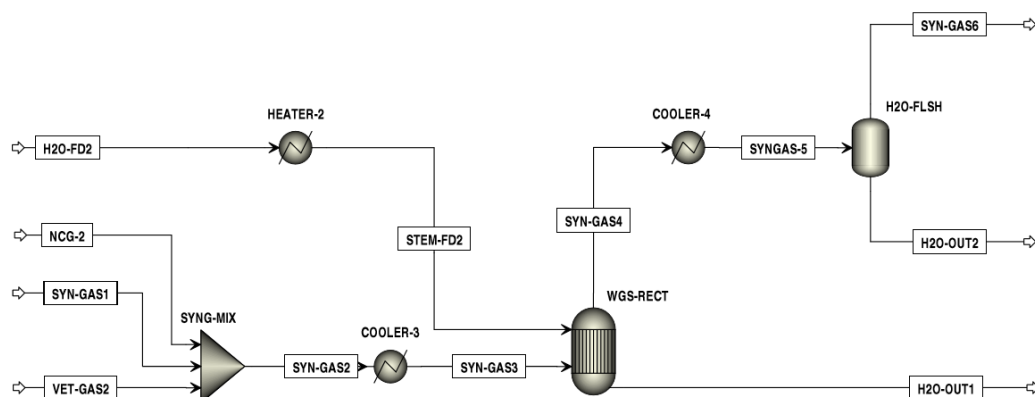 SYN-GAS6
HEATER-2
COOLER-4
H2O-FLSH
H2O-FD2
SYNGAS-5
SYN-GAS4
NCG-2
STEM-FD2
H2O-OUT2
SYN-GAS1
SYNG-MIX
WGS-RECT
SYN-GAS2
COOLER-3
SYN-GAS3
VET-GAS2
H2O-OUT1